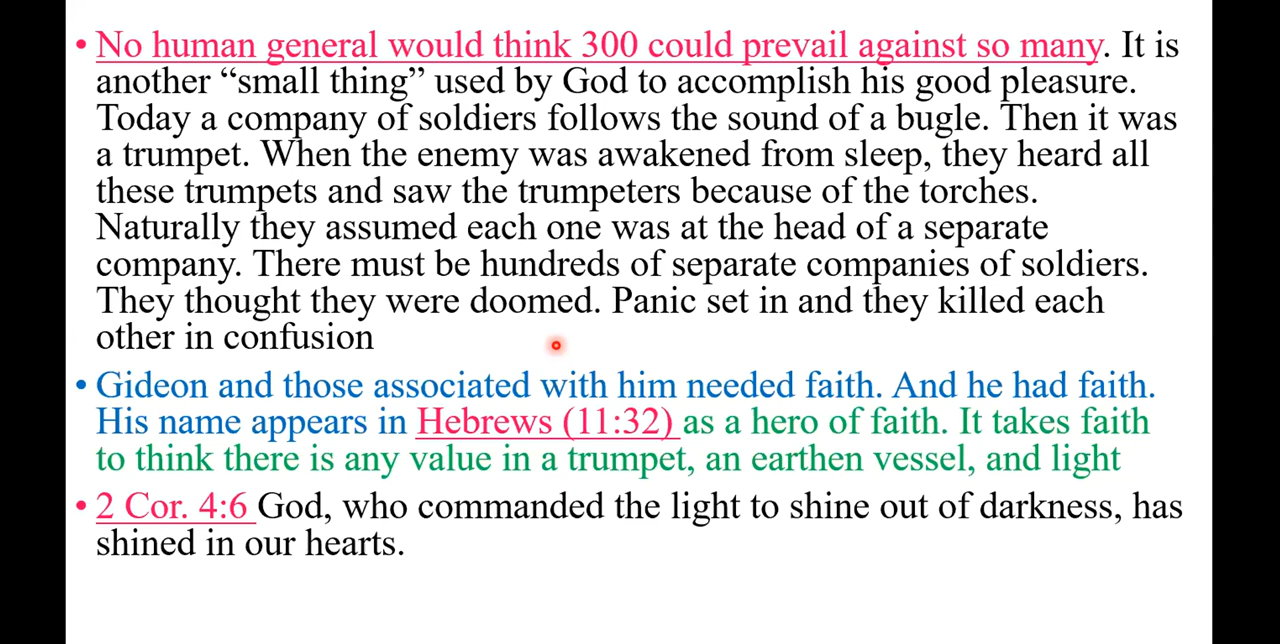 • No human general would think 300 could prevail against so many. It is
another “small thing” used by God to accomplish his good pleasure.
Today a company of soldiers follows the sound of a bugle. Then it was
a trumpet. When the enemy was awakened from sleep, they heard all
these trumpets and saw the trumpeters because of the torches.
Naturally they assumed each one was at the head of a separate
company. There must be hundreds of separate companies of soldiers.
They thought they were doomed. Panic set in and they killed each
other in confusion
• Gideon and those associated with him needed faith. And he had faith.
His name appears in Hebrews (11:32) as a hero of faith. It takes faith
to think there is any value in a trumpet, an earthen vessel, and light
• 2 Cor. 4:6 God, who commanded the light to shine out of darkness, has
shined in our hearts.